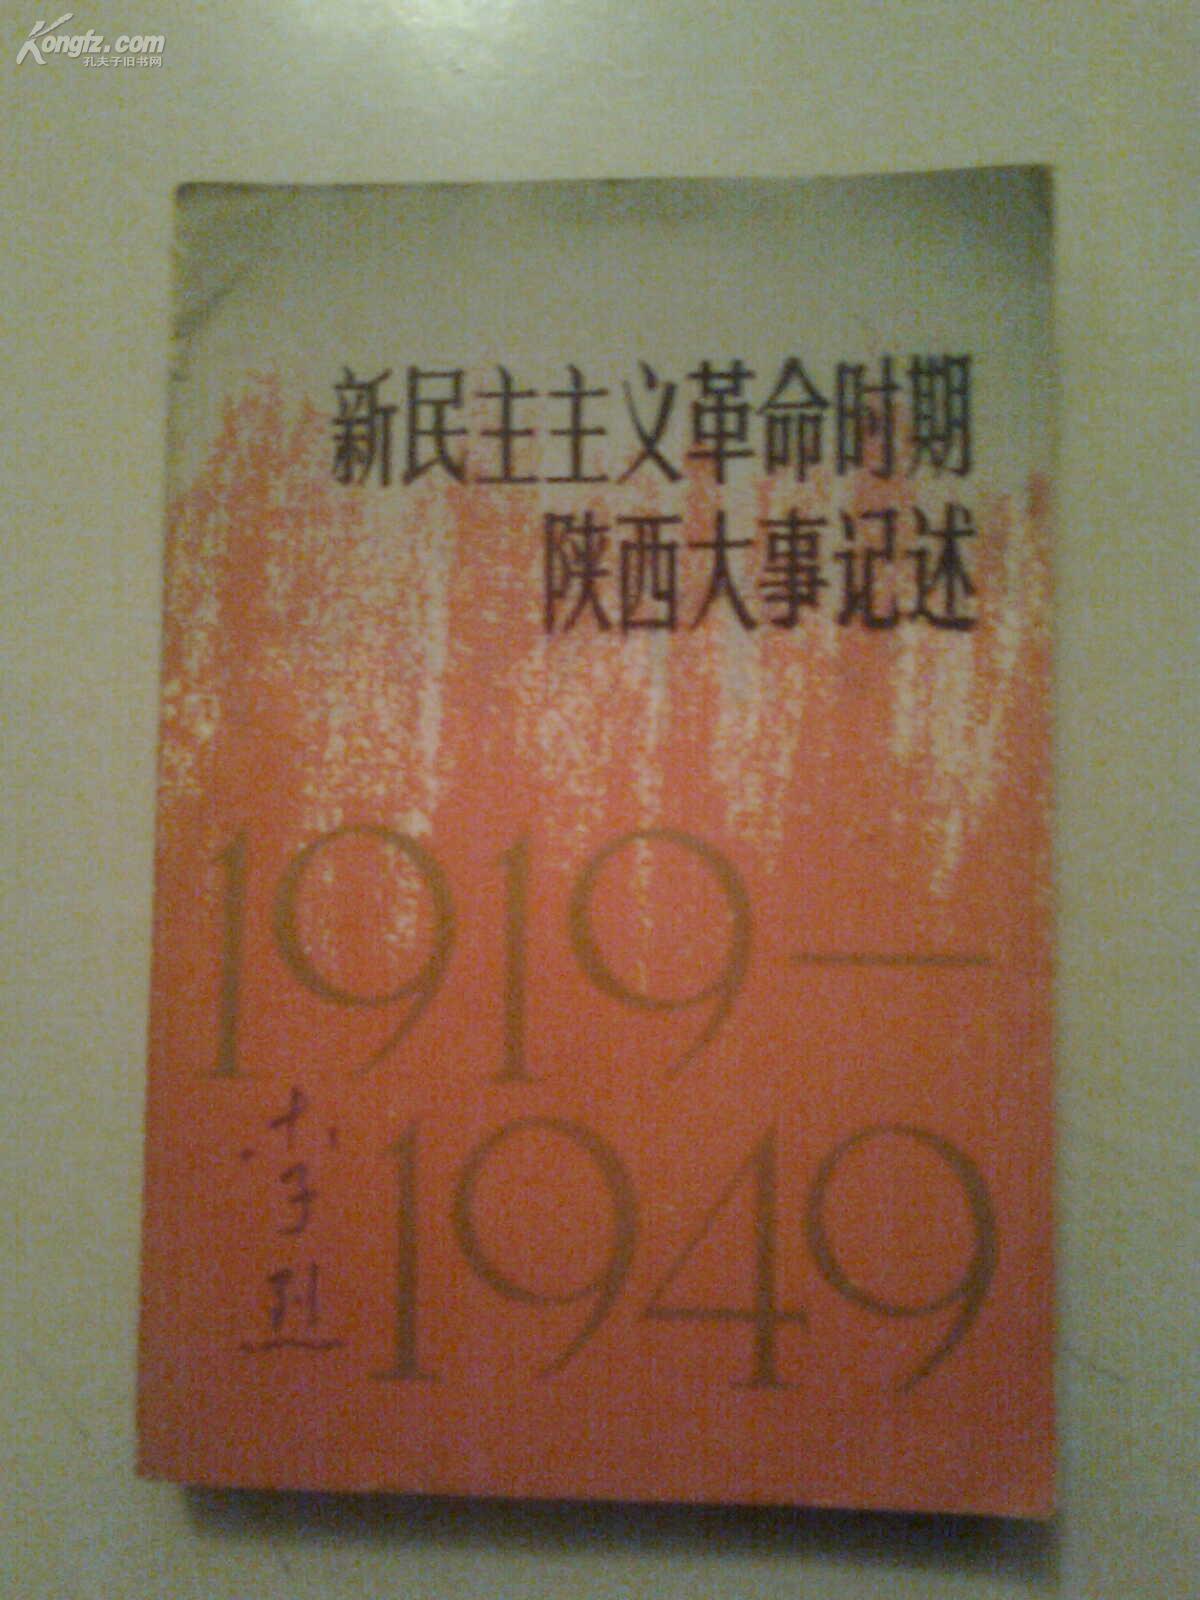 Kongfz.com
孔夫子旧书网
新民主主义革命时期
陕西大事记述
1919—
1949
李